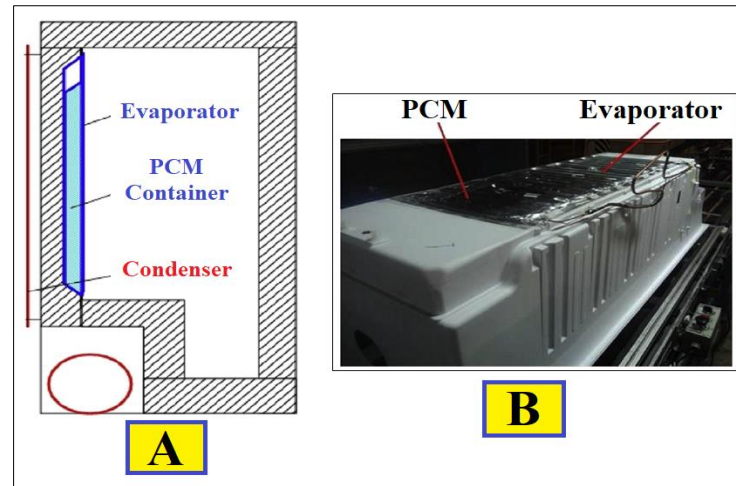 Evaporator
PCM
Container
Condenser
A
PCM
Evaporator
B